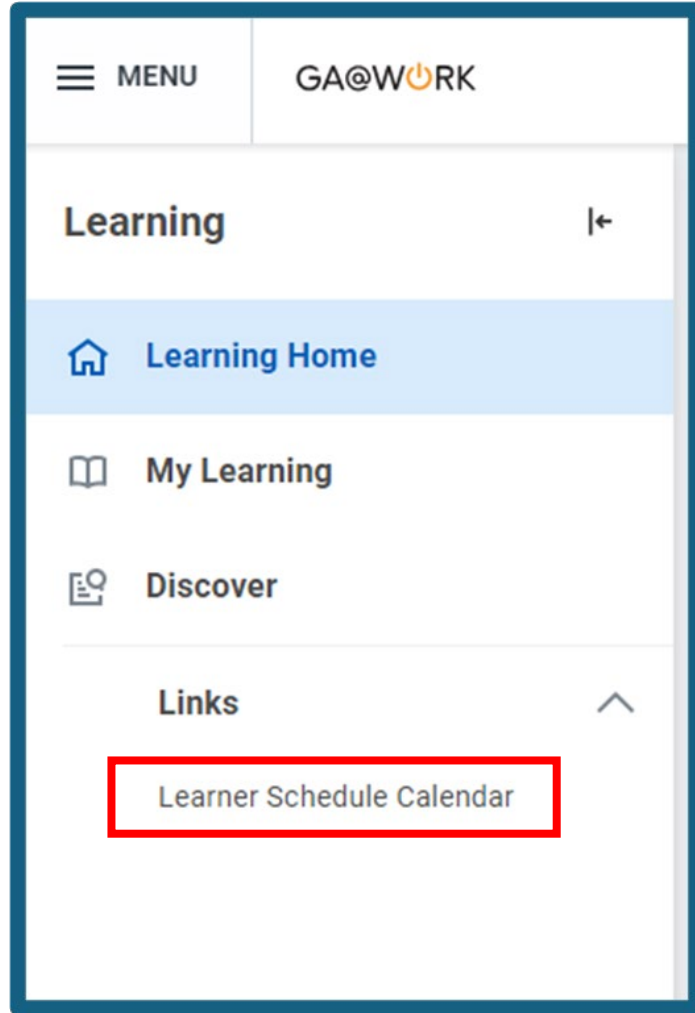 MENU
GA@WORK
Learning
Learning Home
My Learning
Discover
Links
Learner Schedule Calendar